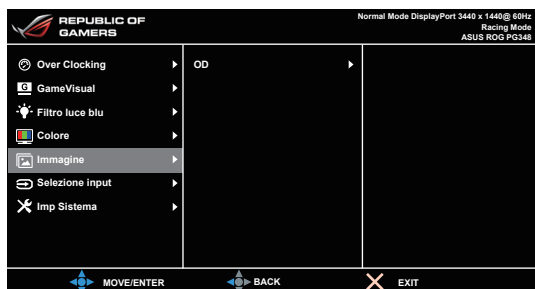 REPUBLIC OF
GAMERS
Normal Mode DisplayPort 3440 x 1440@ 60Hz
Racing Mode
ASUS ROG PG348
Over Clocking
OD
G GameVisual
Filtro luce blu
Colore
Immagine
Selezione input
Imp Sistema
MOVE/ENTER
BACK
EXIT